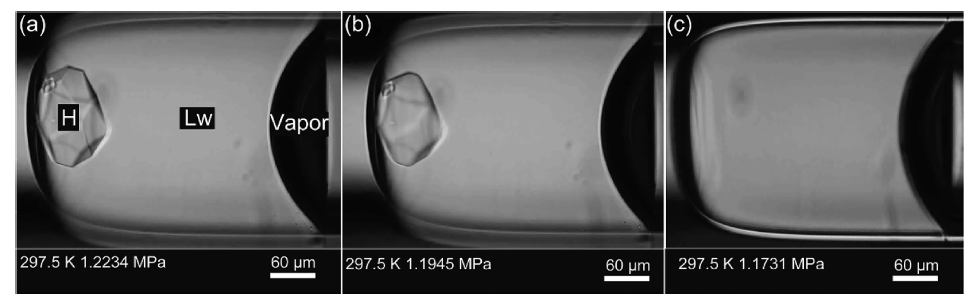 (a)
H
Lw
Vapor
297.5 K 1.2234 MPa
60 µm
(b)
297.5 K 1.1945 MPa
60 µm
(c)
297.5 K 1.1731 MPa
60 µm